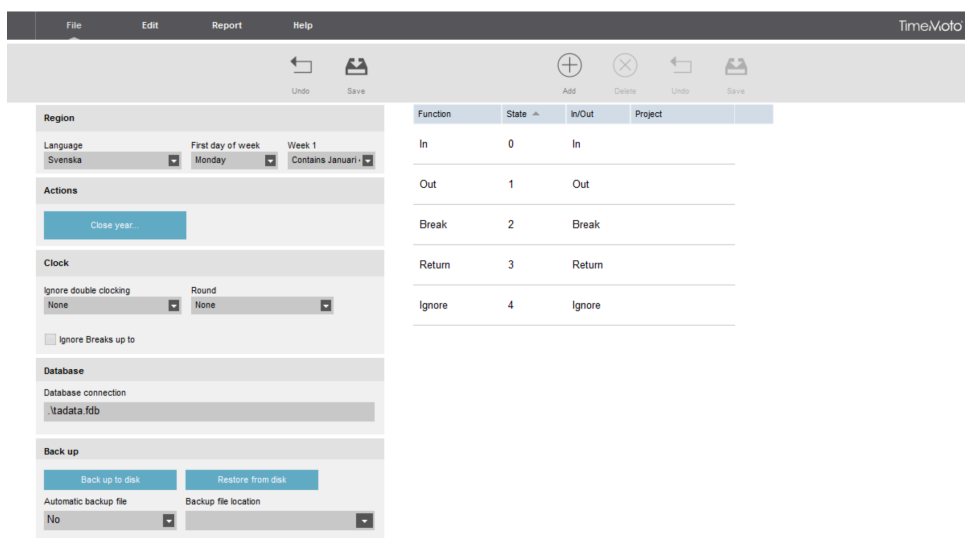 File Edit Report Help TimeMoto
Undo Save Add Delete Undo Save
Region
Language First day of week Week 1
Svenska Monday Contains Januari
Actions
Close year...
Clock
Ignore double clocking Round
None None
Ignore Breaks up to
Database
Database connection
.\tadata.fdb
Back up
Back up to disk Restore from disk
Automatic backup file Backup file location
No
Function State In/Out Project
In 0 In
Out 1 Out
Break 2 Break
Return 3 Return
Ignore 4 Ignore